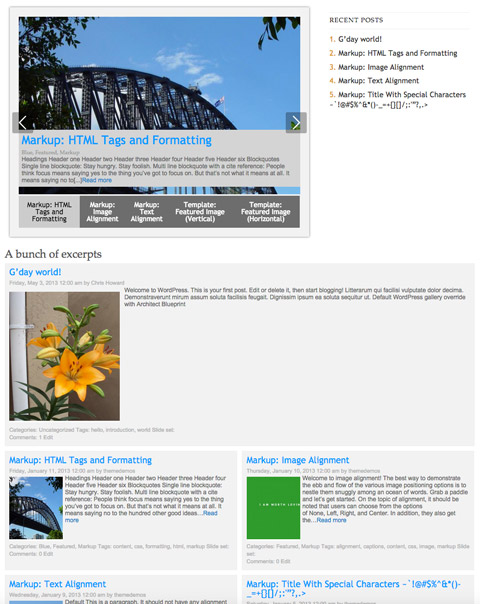 RECENT POSTS
1. G'day world!
2. Markup: HTML Tags and Formatting
3. Markup: Image Alignment
4. Markup: Text Alignment
5. Markup: Title With Special Characters
~`!@#$%^&*()-_=+{}[]/;:'"?,.>
Markup: HTML Tags and Formatting
Blue, Featured, Markup
Headings Header one Header two Header three Header four Header five Header six Blockquotes
Single line blockquote: Stay hungry. Stay foolish. Multi line blockquote with a cite
reference: People think focus means saying yes to the thing you've got to focus on. But that's not what it means at all. It
means saying no to[...]Read more
Markup: HTML Tags and Formatting
Markup: Image Alignment
Markup: Text Alignment
Template: Featured Image (Vertical)
Template: Featured Image (Horizontal)
A bunch of excerpts
G'day world!
Friday, May 3, 2013 12:00 am by Chris Howard
Welcome to WordPress. This is your first post. Edit or delete it, then start blogging! Litterarum qui facilisi vulputate dolor decima.
Demonstraverunt mirum assum soluta facilisis feugait. Dignissim ipsum ea soluta sequitur ut. Default WordPress gallery override
with Architect Blueprint
Categories: Uncategorized Tags: hello, introduction, world Slide set:
Comments: 1 Edit
Markup: HTML Tags and Formatting
Friday, January 11, 2013 12:00 am by themedemos
Headings Header one Header two Header three Header
four Header five Header six Blockquotes Single line blockquote:
Stay hungry. Stay foolish. Multi line blockquote with a cite
reference: People think focus means saying yes to the thing
you've got to focus on. But that's not what it means at all. It
means saying no to the hundred other good ideas...Read
more
Categories: Blue, Featured, Markup Tags: content, css, formatting, html, markup Slide set:
Comments: 0 Edit
Markup: Image Alignment
Thursday, January 10, 2013 12:00 am by themedemos
I AM WORTH LOVIN
Welcome to image alignment! The best way to demonstrate
the ebb and flow of the various image positioning options is to
nestle them snuggly among an ocean of words. Grab a paddle
and let's get started. On the topic of alignment, it should be
noted that users can choose from the options
of None, Left, Right, and Center. In addition, they also get
the...Read more
Categories: Featured, Markup Tags: alignment, captions, content, css, image, markup Slide
set:
Comments: 0 Edit
Markup: Text Alignment
Wednesday, January 9, 2013 12:00 am by themedemos
Default This is a paragraph. It should not have any alignment
Markup: Title With Special Characters ~`!@#$%^&*()-
_=+{}[]/;:'"?,.>